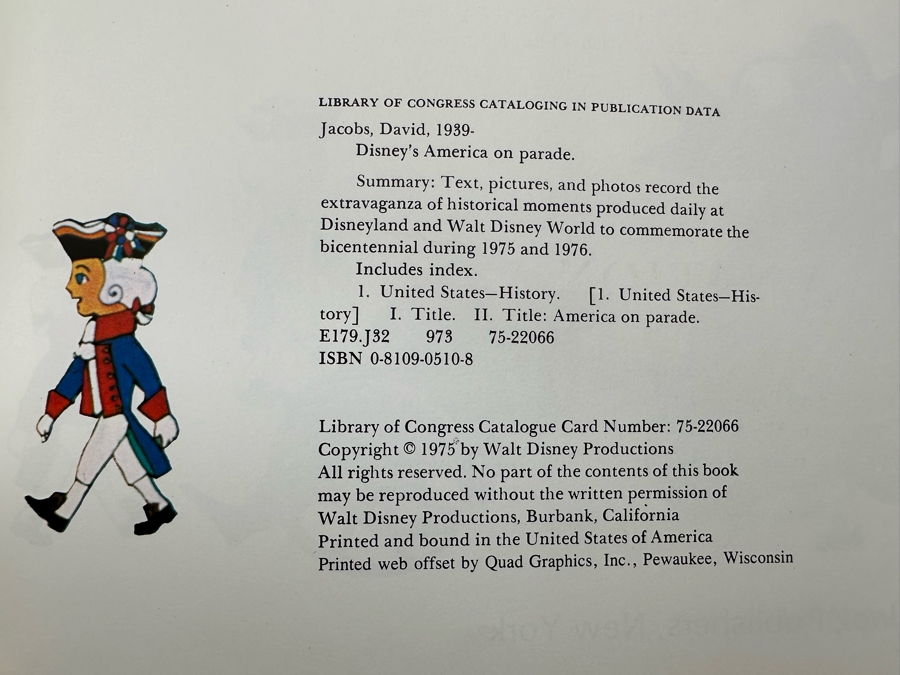 LIBRARY OF CONGRESS CATALOGING IN PUBLICATION DATA
Jacobs, David, 1939-
Disney's America on parade.
Summary: Text, pictures, and photos record the
extravaganza of historical moments produced daily at
Disneyland and Walt Disney World to commemorate the
bicentennial during 1975 and 1976.
Includes index.
1. United States—History. [1. United States—His-
tory] I. Title. II. Title: America on parade.
E179.J32 973 75-22066
ISBN 0-8109-0510-8
Library of Congress Catalogue Card Number: 75-22066
Copyright © 1975 by Walt Disney Productions
All rights reserved. No part of the contents of this book
may be reproduced without the written permission of
Walt Disney Productions, Burbank, California
Printed and bound in the United States of America
Printed web offset by Quad Graphics, Inc., Pewaukee, Wisconsin